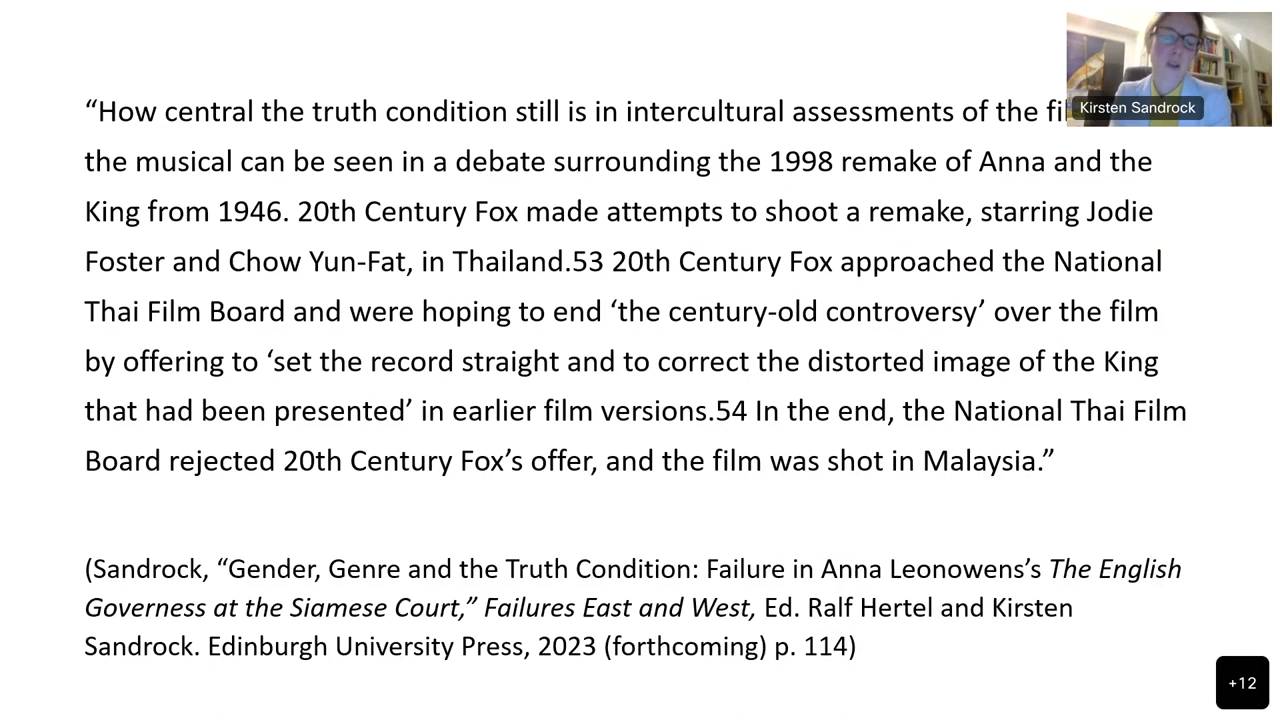 “How central the truth condition still is in intercultural assessments of the
the musical can be seen in a debate surrounding the 1998 remake of Anna and the
King from 1946. 20th Century Fox made attempts to shoot a remake, starring Jodie
Foster and Chow Yun-Fat, in Thailand.53 20th Century Fox approached the National
Thai Film Board and were hoping to end ‘the century-old controversy’ over the film
by offering to ‘set the record straight and to correct the distorted image of the King
that had been presented’ in earlier film versions.54 In the end, the National Thai Film
Board rejected 20th Century Fox’s offer, and the film was shot in Malaysia.”
(Sandrock, “Gender, Genre and the Truth Condition: Failure in Anna Leonowens’s The English
Governess at the Siamese Court,” Failures East and West, Ed. Ralf Hertel and Kirsten
Sandrock. Edinburgh University Press, 2023 (forthcoming) p. 114)
Kirsten Sandrock
+12